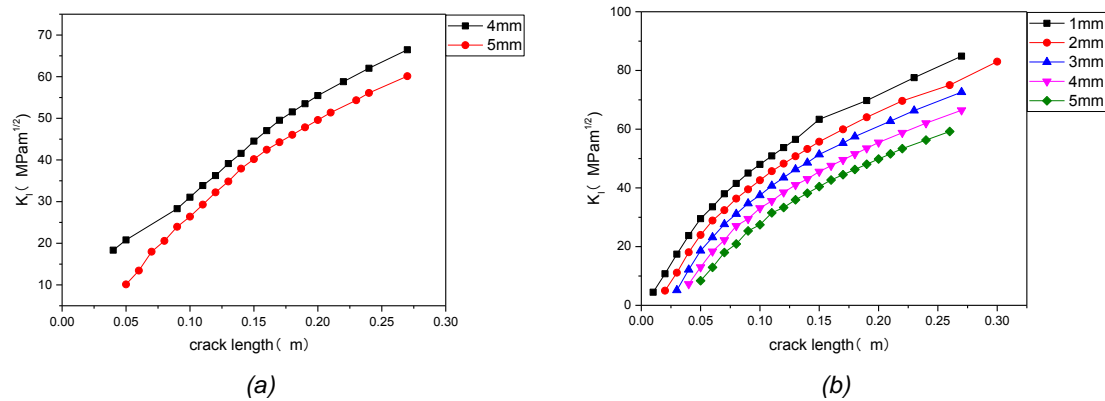 70
60
50
40
30
20
10
K_I( MPam^1/2)
0.00 0.05 0.10 0.15 0.20 0.25 0.30
crack length( m)
4mm
5mm
(a)
100
80
60
40
20
0
K_I( MPam^1/2)
0.00 0.05 0.10 0.15 0.20 0.25 0.30
crack length( m)
1mm
2mm
3mm
4mm
5mm
(b)